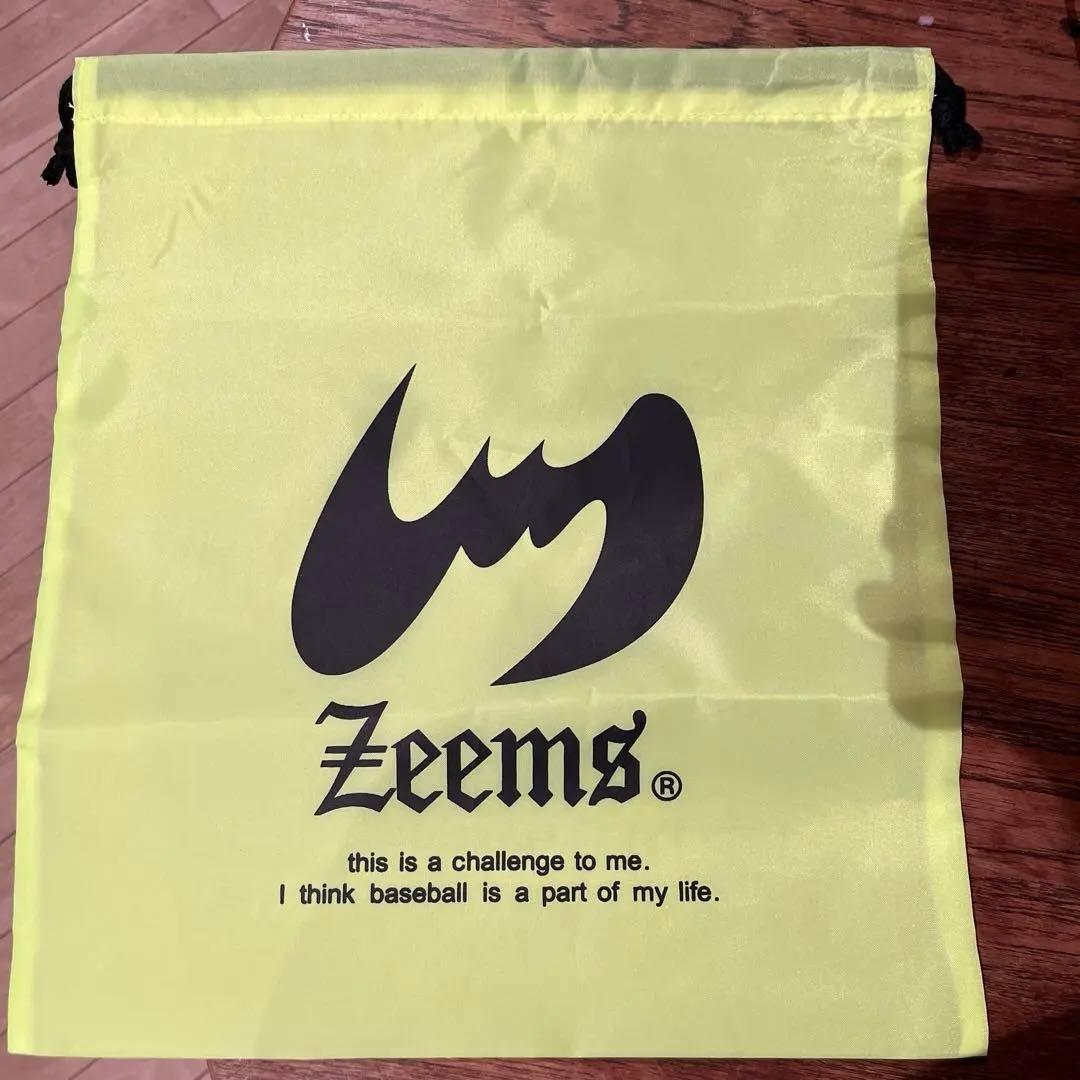 Zeems®
this is a challenge to me.
I think baseball is a part of my life.